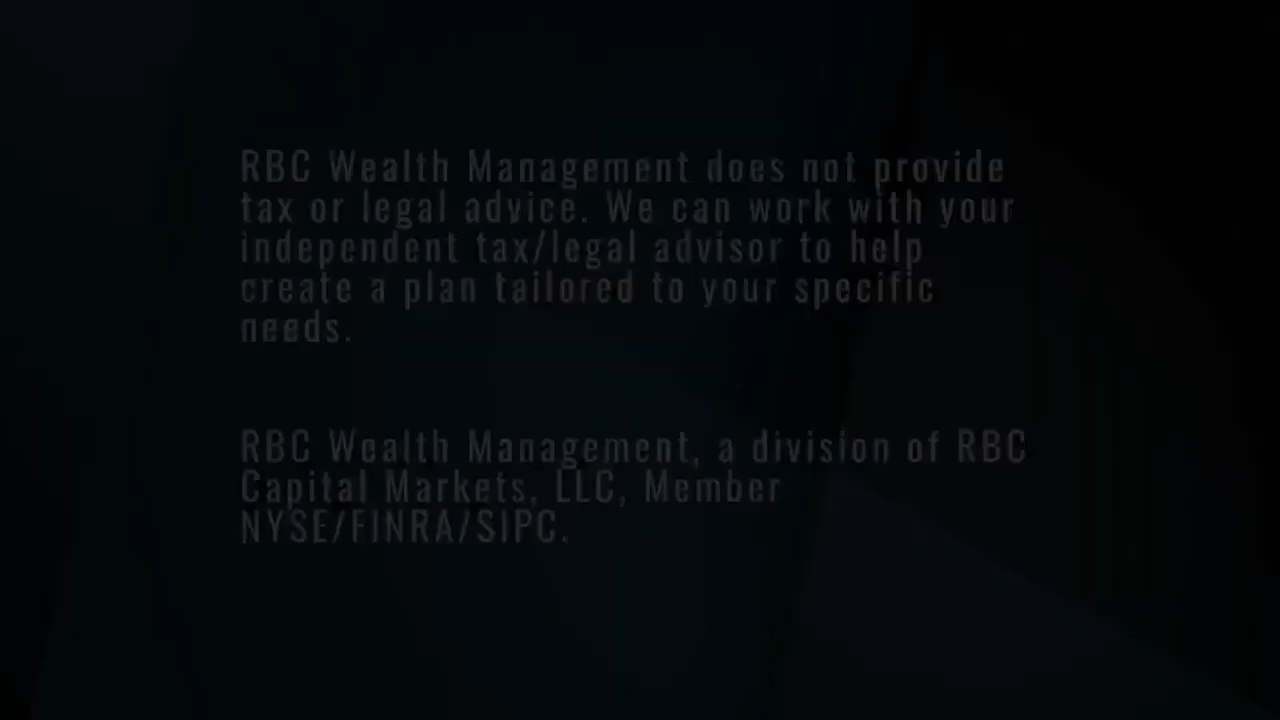 RBC Wealth Management does not provide
tax or legal advice. We can work with your
independent tax/legal advisor to help
create a plan tailored to your specific
needs.
RBC Wealth Management, a division of RBC
Capital Markets, LLC, Member
NYSE/FINRA/SIPC.